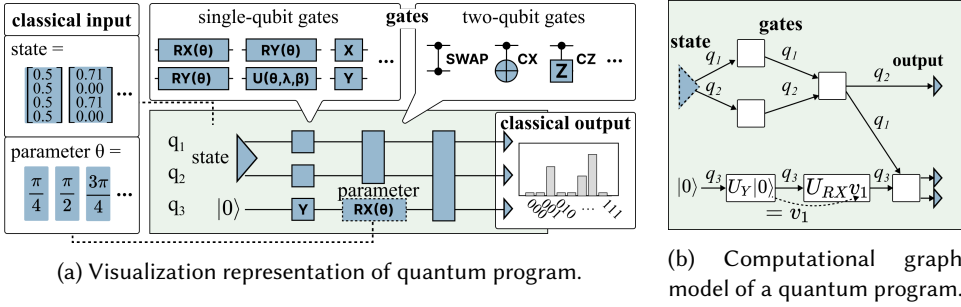 classical input
state =
0.5 0.71
0.5 0.00
0.5 0.71
0.5 0.00
...
parameter θ =
π/4 π/2 3π/4 ...
single-qubit gates
gates
two-qubit gates
RX(θ) RY(θ) X
RY(θ) U(θ,λ,β) Y
...
SWAP CX Z CZ ...
q1
q2
q3
state
|0⟩
Y
parameter
RX(θ)
classical output
000 001 010 ... 111
(a) Visualization representation of quantum program.
gates
state
q1
q2
q1
q2
q2
output
q1
|0⟩
q3
U_Y|0⟩
q3
U_RX v1
q3
= v1
(b) Computational graph
model of a quantum program.